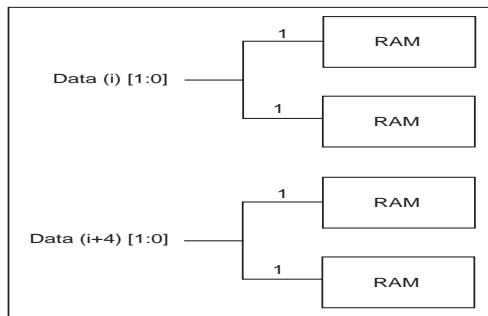 1
RAM
Data (i) [1:0]
1
RAM
1
RAM
Data (i+4) [1:0]
1
RAM